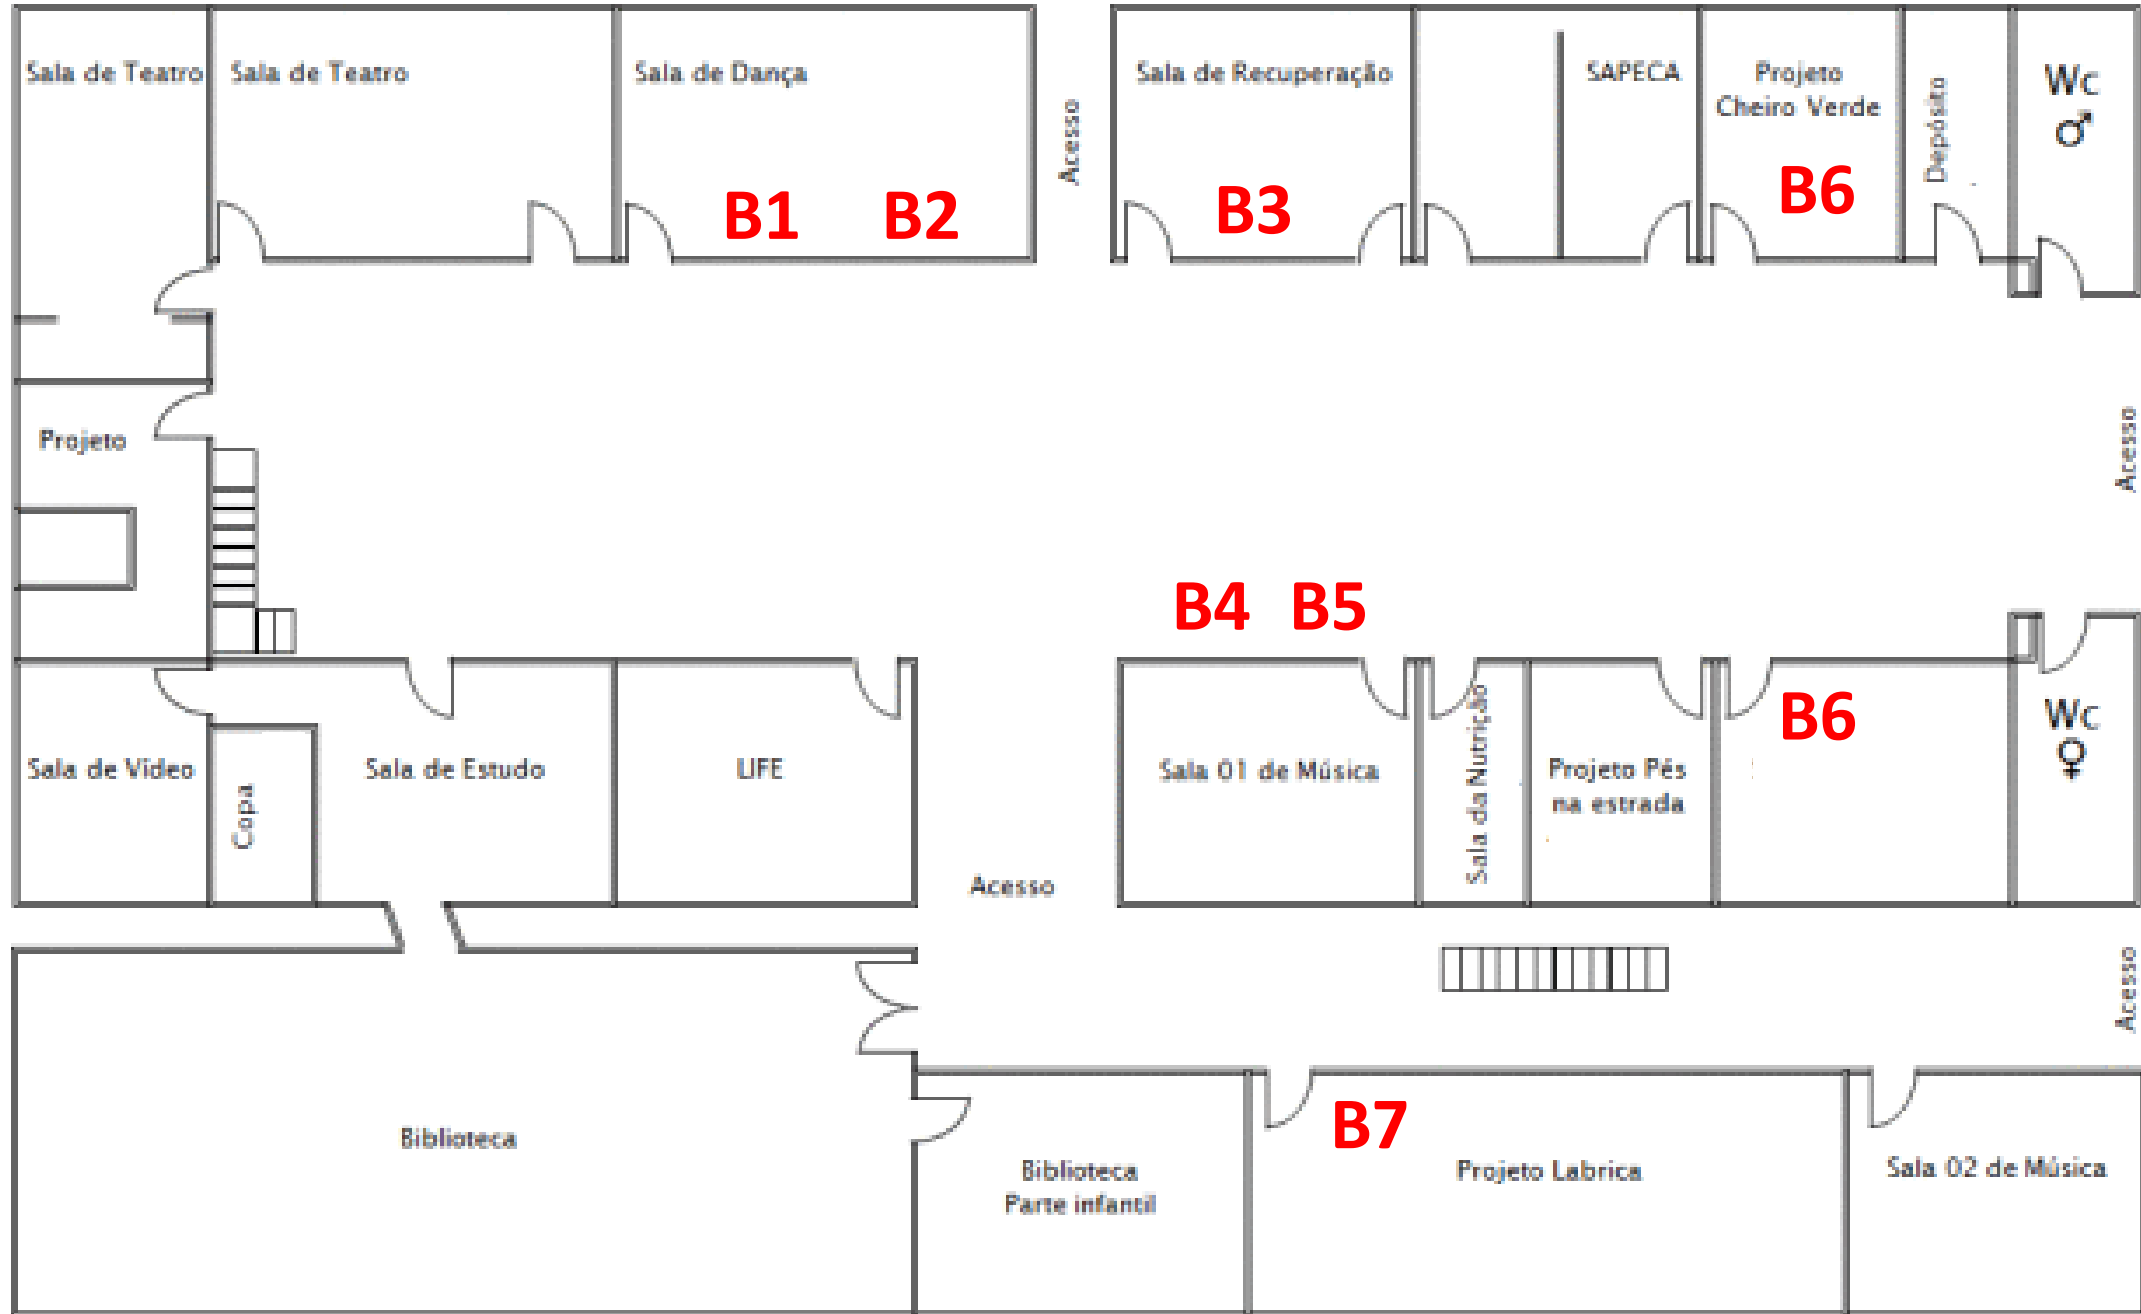 Sala de Teatro
Sala de Teatro
Sala de Dança
Acesso
Sala de Recuperação
SAPECA
Projeto
Cheiro Verde
Depósito
WC
B1
B2
B3
B6
Projeto
Acesso
B4
B5
Sala de Vídeo
Copa
Sala de Estudo
LIFE
Acesso
Sala 01 de Música
Sala da Nutrição
Projeto Pés
na estrada
B6
WC
Acesso
Biblioteca
Biblioteca
Parte infantil
B7
Projeto Labrica
Sala 02 de Música